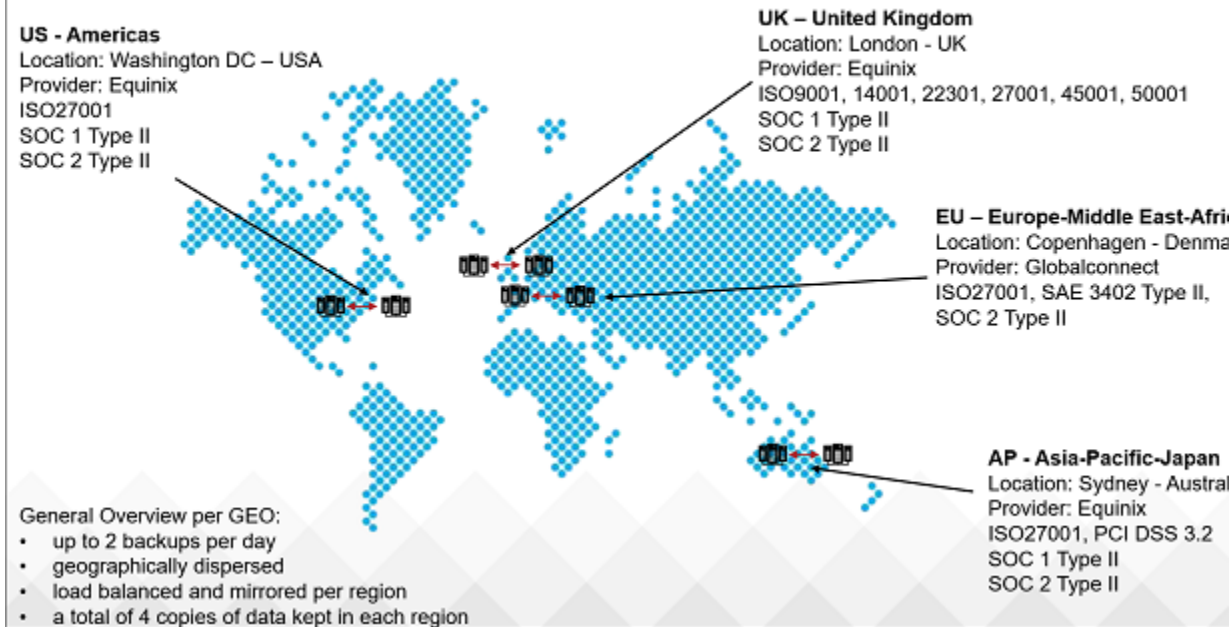 US - Americas
Location: Washington DC – USA
Provider: Equinix
ISO27001
SOC 1 Type II
SOC 2 Type II
UK – United Kingdom
Location: London - UK
Provider: Equinix
ISO9001, 14001, 22301, 27001, 45001, 50001
SOC 1 Type II
SOC 2 Type II
EU – Europe-Middle East-Afri
Location: Copenhagen - Denma
Provider: Globalconnect
ISO27001, SAE 3402 Type II,
SOC 2 Type II
AP - Asia-Pacific-Japan
Location: Sydney - Austral
Provider: Equinix
ISO27001, PCI DSS 3.2
SOC 1 Type II
SOC 2 Type II
General Overview per GEO:
• up to 2 backups per day
• geographically dispersed
• load balanced and mirrored per region
• a total of 4 copies of data kept in each region